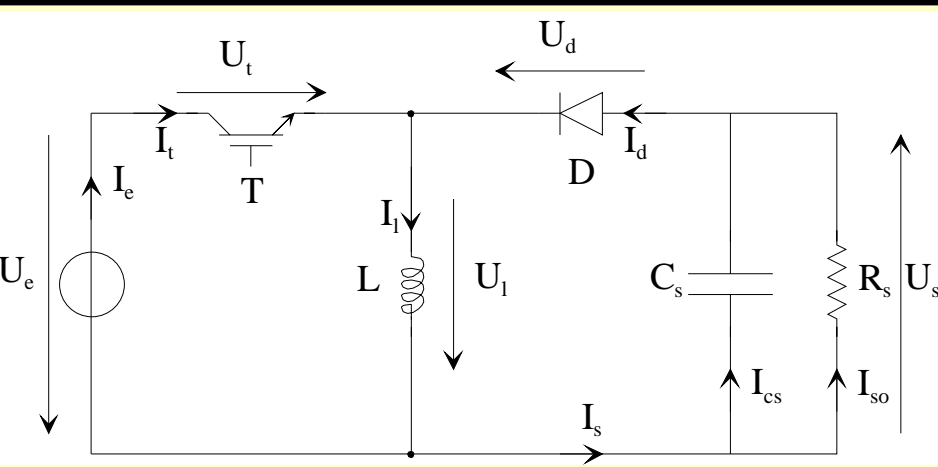 U_d
U_t
I_t
I_d
I_e
T
D
I_l
U_e
L
U_l
C_s
R_s
U_s
I_cs
I_so
I_s